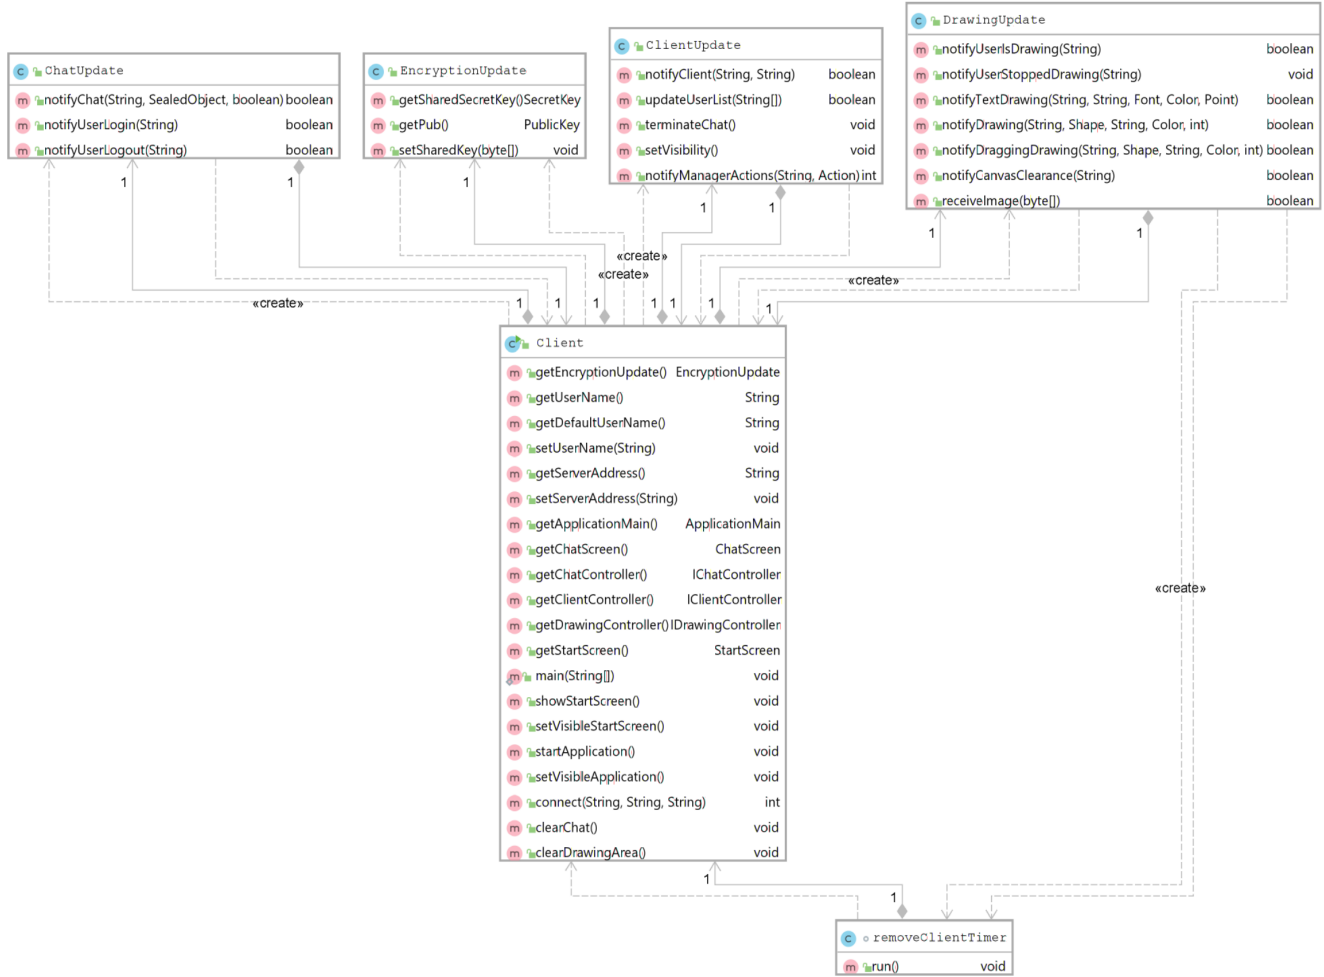 ChatUpdate
notifyChat(String, SealedObject, boolean) boolean
notifyUserLogin(String) boolean
notifyUserLogout(String) boolean
EncryptionUpdate
getSharedSecretKey() SecretKey
getPub() PublicKey
setSharedKey(byte[]) void
ClientUpdate
notifyClient(String, String) boolean
updateUserList(String[]) boolean
terminateChat() void
setVisibility() void
notifyManagerActions(String, Action) int
DrawingUpdate
notifyUserIsDrawing(String) boolean
notifyUserStoppedDrawing(String) void
notifyTextDrawing(String, String, Font, Color, Point) boolean
notifyDrawing(String, Shape, String, Color, int) boolean
notifyDraggingDrawing(String, Shape, String, Color, int) boolean
notifyCanvasClearance(String) boolean
receiveImage(byte[]) boolean
1 1 1 1 1 1 1
«create»
«create»
«create»
«create»
1 1 1 1 1 1 1
Client
getEncryptionUpdate() EncryptionUpdate
getUserName() String
getDefaultUserName() String
setUserName(String) void
getServerAddress() String
setServerAddress(String) void
getApplicationMain() ApplicationMain
getChatScreen() ChatScreen
getChatController() IChatController
getClientController() IClientController
getDrawingController() IDrawingController
getStartScreen() StartScreen
main(String[]) void
showStartScreen() void
setVisibleStartScreen() void
startApplication() void
setVisibleApplication() void
connect(String, String, String) int
clearChat() void
clearDrawingArea() void
«create»
1
1
removeClientTimer
run() void